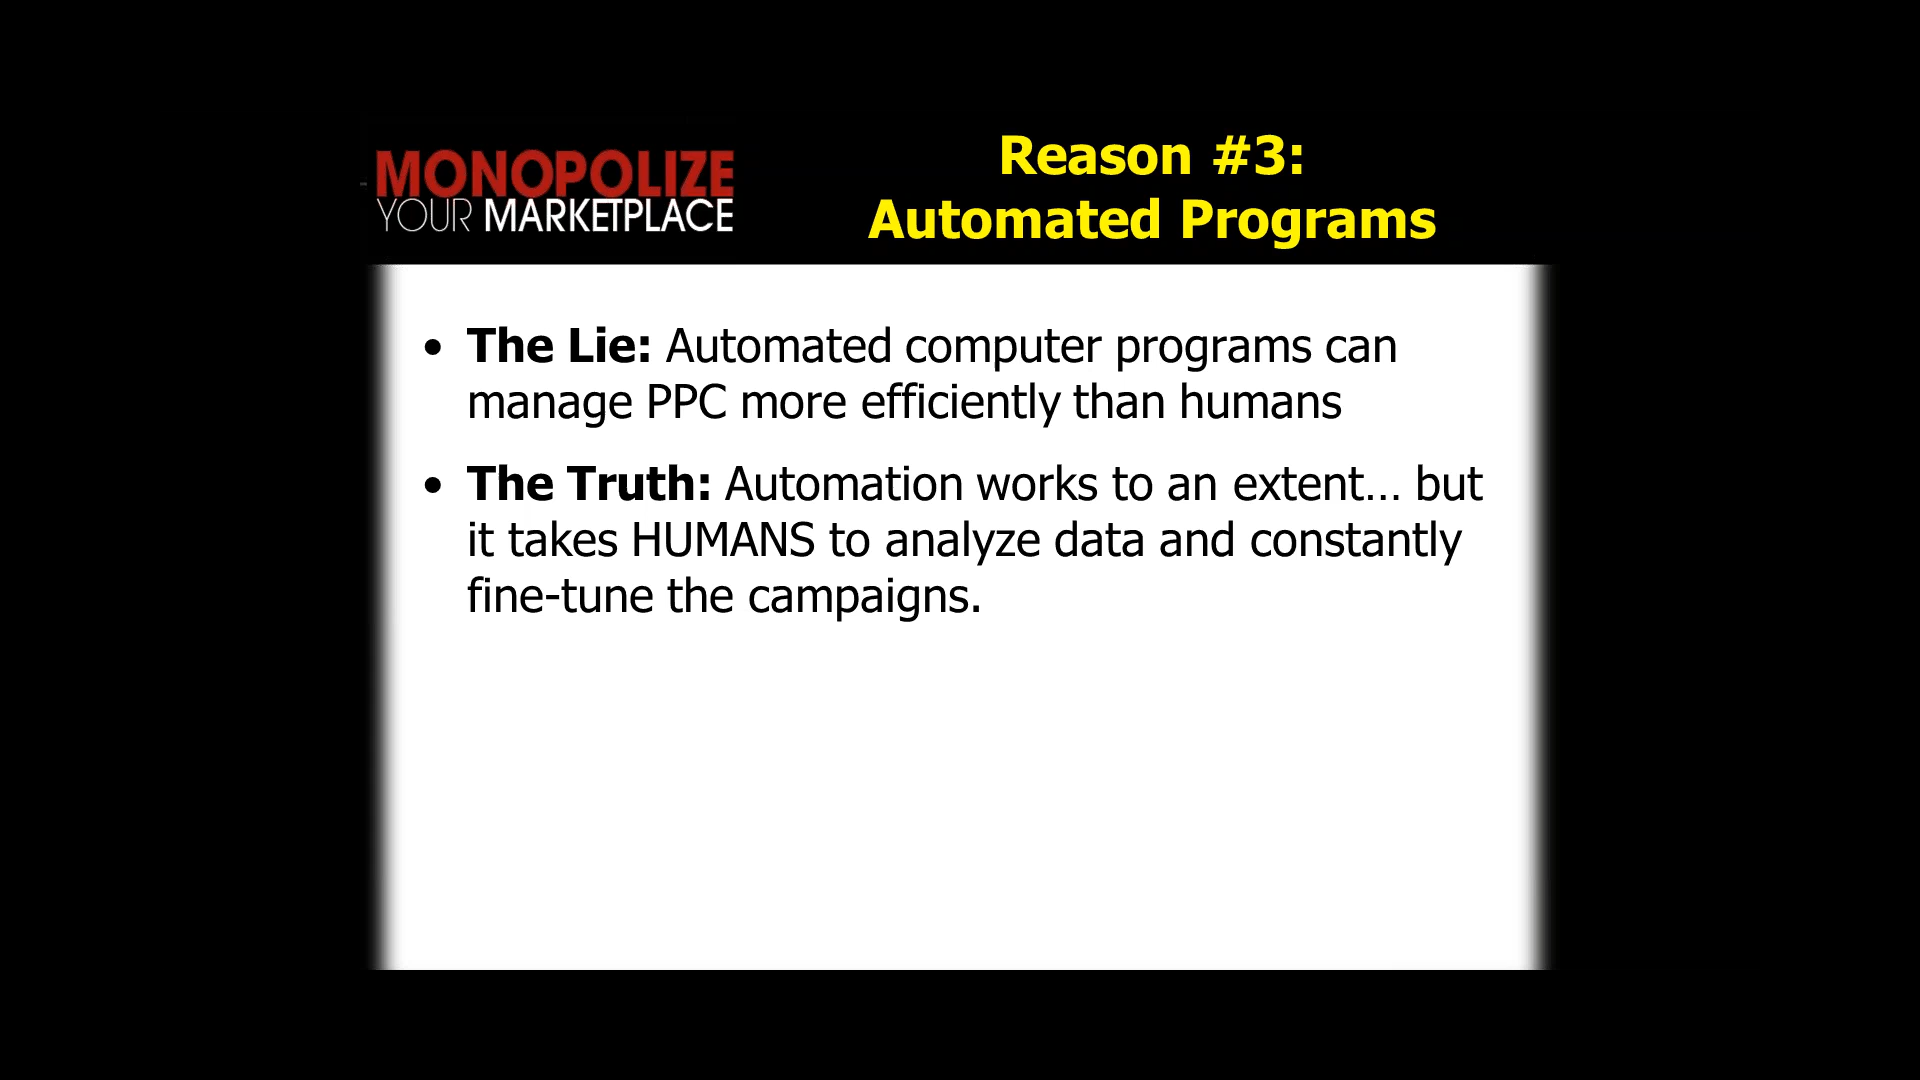 MONOPOLIZE
YOUR MARKETPLACE
Reason #3:
Automated Programs
• The Lie: Automated computer programs can
manage PPC more efficiently than humans
• The Truth: Automation works to an extent... but
it takes HUMANS to analyze data and constantly
fine-tune the campaigns.